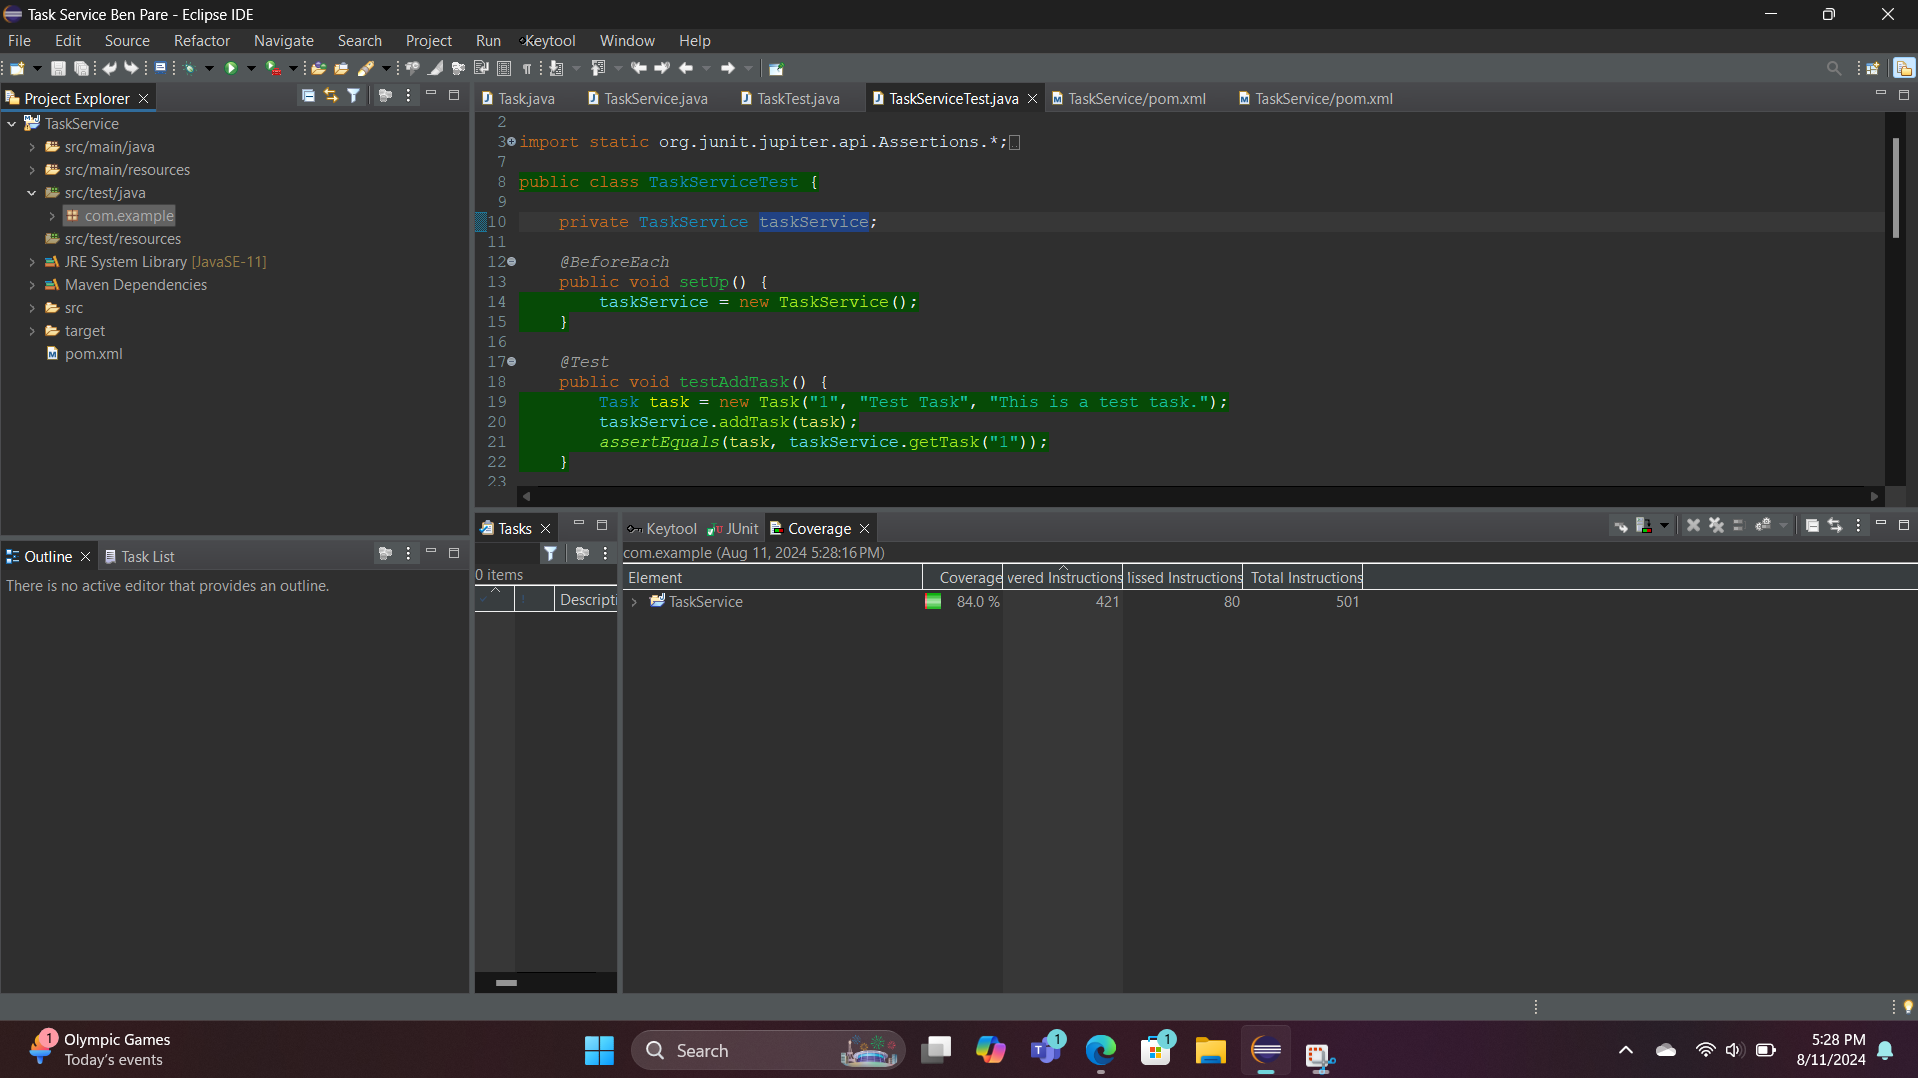 Task Service Ben Pare - Eclipse IDE
File Edit Source Refactor Navigate Search Project Run Keytool Window Help
Project Explorer
TaskService
src/main/java
src/main/resources
src/test/java
com.example
src/test/resources
JRE System Library [JavaSE-11]
Maven Dependencies
src
target
pom.xml
Outline Task List
There is no active editor that provides an outline.
Task.java TaskService.java TaskTest.java TaskServiceTest.java TaskService/pom.xml TaskService/pom.xml
2
3 import static org.junit.jupiter.api.Assertions.*;
7
8 public class TaskServiceTest {
9
10 private TaskService taskService;
11
12 @BeforeEach
13 public void setUp() {
14 taskService = new TaskService();
15 }
16
17 @Test
18 public void testAddTask() {
19 Task task = new Task("1", "Test Task", "This is a test task.");
20 taskService.addTask(task);
21 assertEquals(task, taskService.getTask("1"));
22 }
23
Tasks
0 items
Descripti
Keytool JUnit Coverage
com.example (Aug 11, 2024 5:28:16 PM)
Element Coverage vered Instructions lissed Instructions Total Instructions
TaskService 84.0 % 421 80 501
1 Olympic Games
Today's events
Search
1
1
5:28 PM
8/11/2024